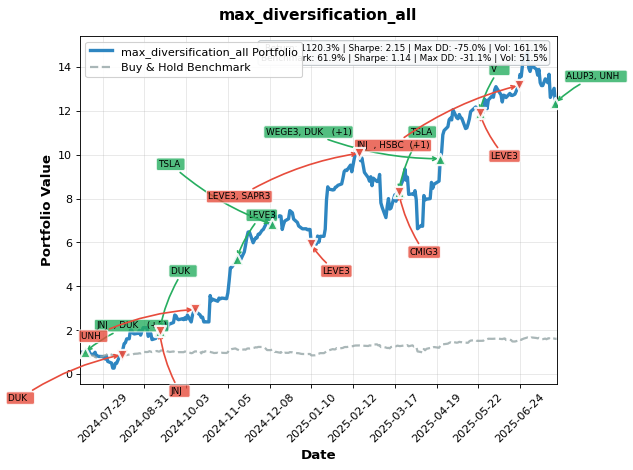 max_diversification_all
max_diversification_all Portfolio
Buy & Hold Benchmark
1120.3% | Sharpe: 2.15 | Max DD: -75.0% | Vol: 161.1%
61.9% | Sharpe: 1.14 | Max DD: -31.1% | Vol: 51.5%
V
ALUP3, UNH
WEGE3, DUK (+1)
TSLA
JNJ, HSBC (+1)
LEVE3
TSLA
LEVE3, SAPR3
LEVE3
CMIG3
DUK
LEVE3
JNJ, DUK
UNH
JNJ
DUK
Portfolio Value
14
12
10
8
6
4
2
0
2024-07-29
2024-08-31
2024-10-03
2024-11-05
2024-12-08
2025-01-10
2025-02-12
2025-03-17
2025-04-19
2025-05-22
2025-06-24
Date